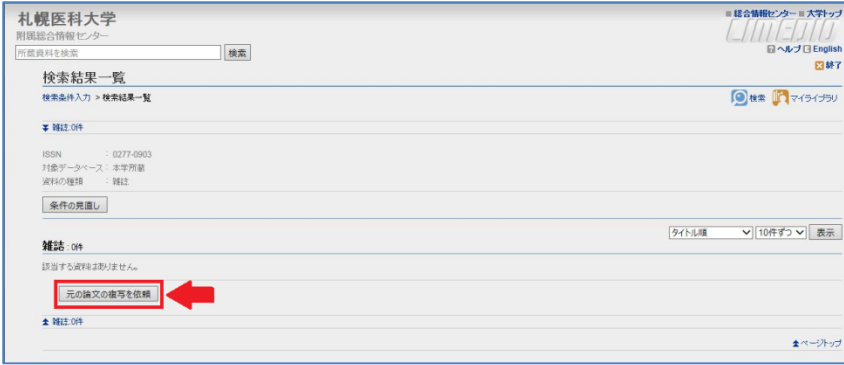 札幌医科大学
附属総合情報センター
総合情報センター 大学トップ
ヘルプ English
所蔵資料を検索 検索
終了
検索結果一覧
検索条件入力 > 検索結果一覧
検索 マイライブラリ
雑誌:0件
ISSN : 0277-0903
対象データベース : 本学所蔵
資料の種類 : 雑誌
条件の見直し
タイトル順 10件ずつ 表示
雑誌 : 0件
該当する資料はありません。
元の論文の複写を依頼
雑誌:0件
ページトップ